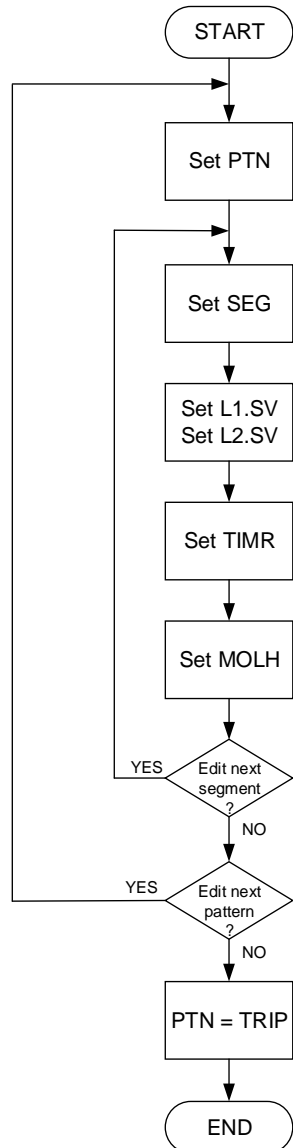 START
Set PTN
Set SEG
Set L1.SV
Set L2.SV
Set TIMR
Set MOLH
YES
Edit next
segment
?
NO
YES
Edit next
pattern
?
NO
PTN = TRIP
END